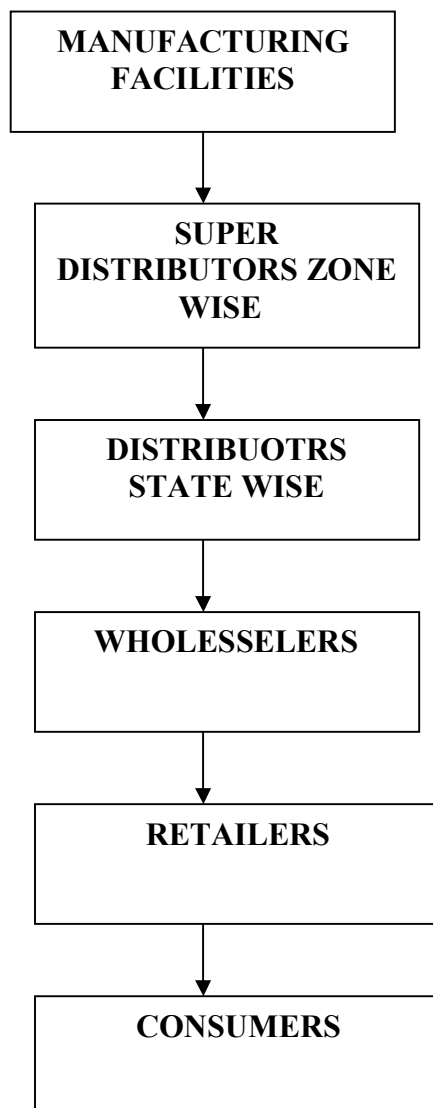 MANUFACTURING
FACILITIES
SUPER
DISTRIBUTORS ZONE
WISE
DISTRIBUOTRS
STATE WISE
WHOLESSELERS
RETAILERS
CONSUMERS